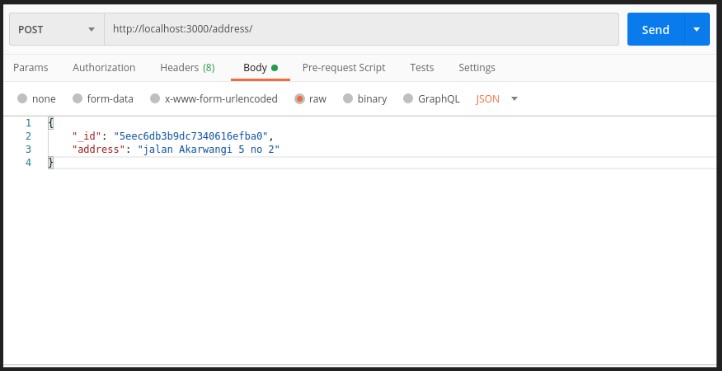 POST http://localhost:3000/address/ Send
Params Authorization Headers (8) Body Pre-request Script Tests Settings
none form-data x-www-form-urlencoded raw binary GraphQL JSON
1 {
2 "_id": "5eec6db3b9dc7340616efba0",
3 "address": "jalan Akarwangi 5 no 2"
4 }